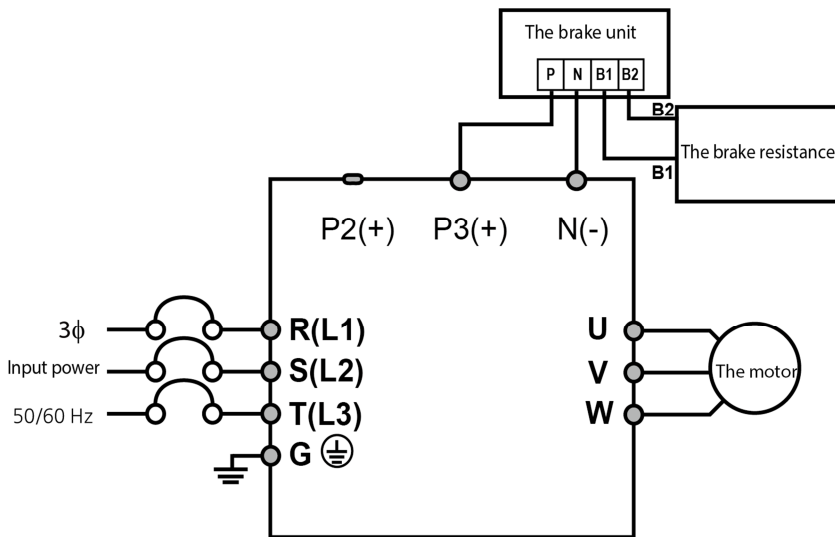 The brake unit
P N B1 B2
B2
The brake resistance
B1
P2(+) P3(+) N(-)
3ϕ
R(L1)
U
Input power
S(L2)
V
The motor
50/60 Hz
T(L3)
W
G